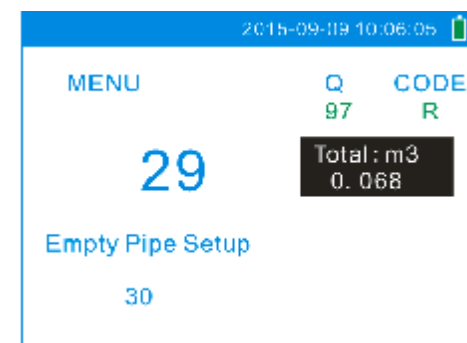 2015-09-09 10:06:05
MENU
Q CODE
97 R
29
Total:m3
0.068
Empty Pipe Setup
30